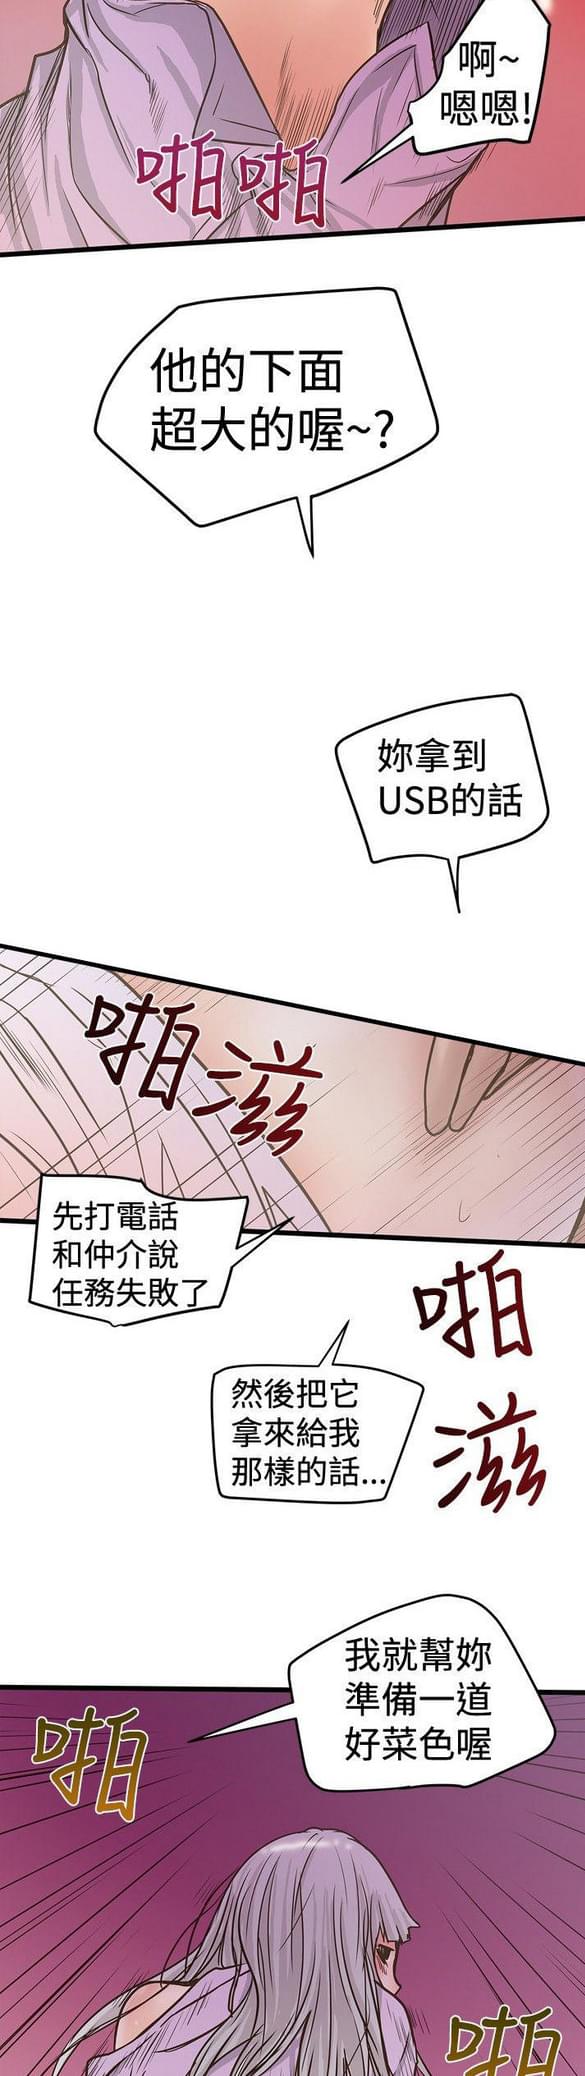 啊~
嗯嗯!
啪啪
他的下面
超大的喔~?
妳拿到
USB的話
啪滋
先打電話
和仲介說
任務失敗了
啪
滋
然後把它
拿來給我
那樣的話...
我就幫妳
準備一道
好菜色喔
啪
啪